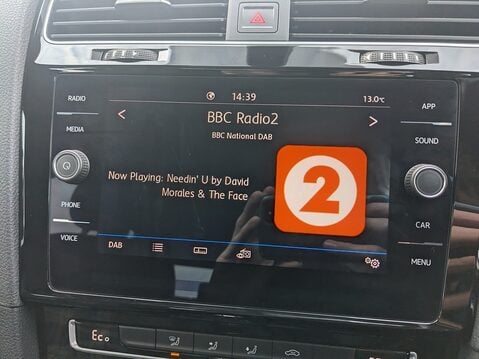 RADIO
MEDIA
PHONE
VOICE
14:39
13.0°C
BBC Radio2
BBC National DAB
Now Playing: Needin' U by David
Morales & The Face
2
DAB
APP
SOUND
CAR
MENU
Eco